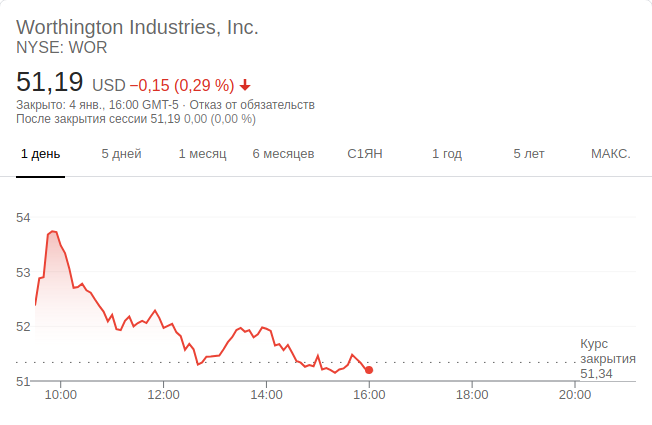 Worthington Industries, Inc.
NYSE: WOR
51,19 USD −0,15 (0,29 %)
Закрыто: 4 янв., 16:00 GMT-5 · Отказ от обязательств
После закрытия сессии 51,19 0,00 (0,00 %)
1 день 5 дней 1 месяц 6 месяцев С1ЯН 1 год 5 лет МАКС.
54
53
52
Курс
закрытия
51,34
51
10:00 12:00 14:00 16:00 18:00 20:00